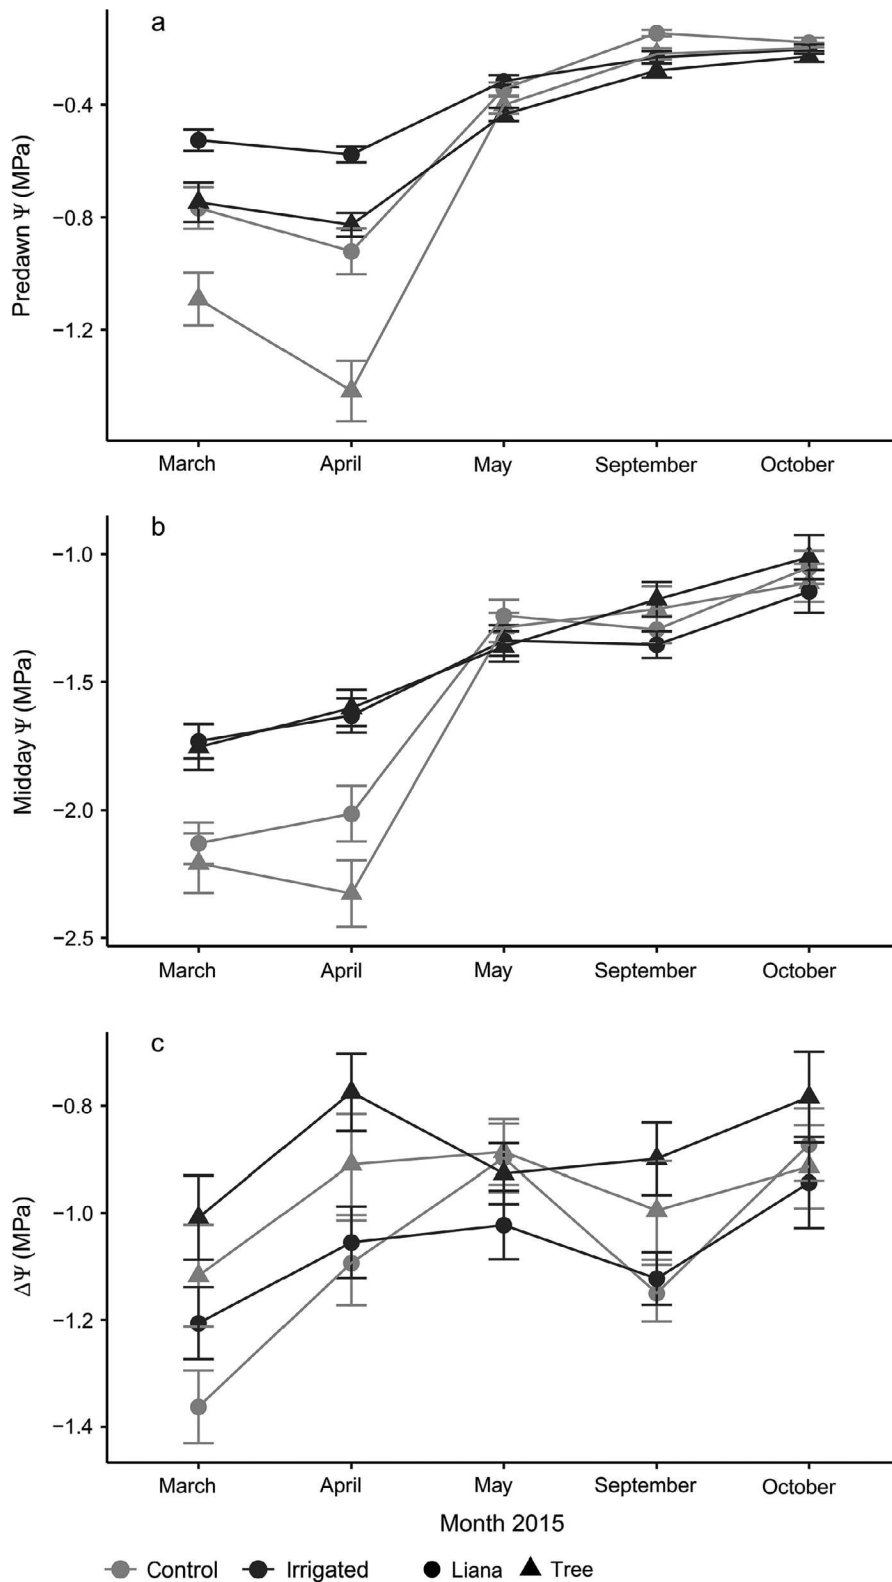 a
Predawn Ψ (MPa)
−0.4
−0.8
−1.2
March April May September October
b
Midday Ψ (MPa)
−1.0
−1.5
−2.0
−2.5
March April May September October
c
ΔΨ (MPa)
−0.8
−1.0
−1.2
−1.4
March April May September October
Month 2015
Control Irrigated Liana Tree